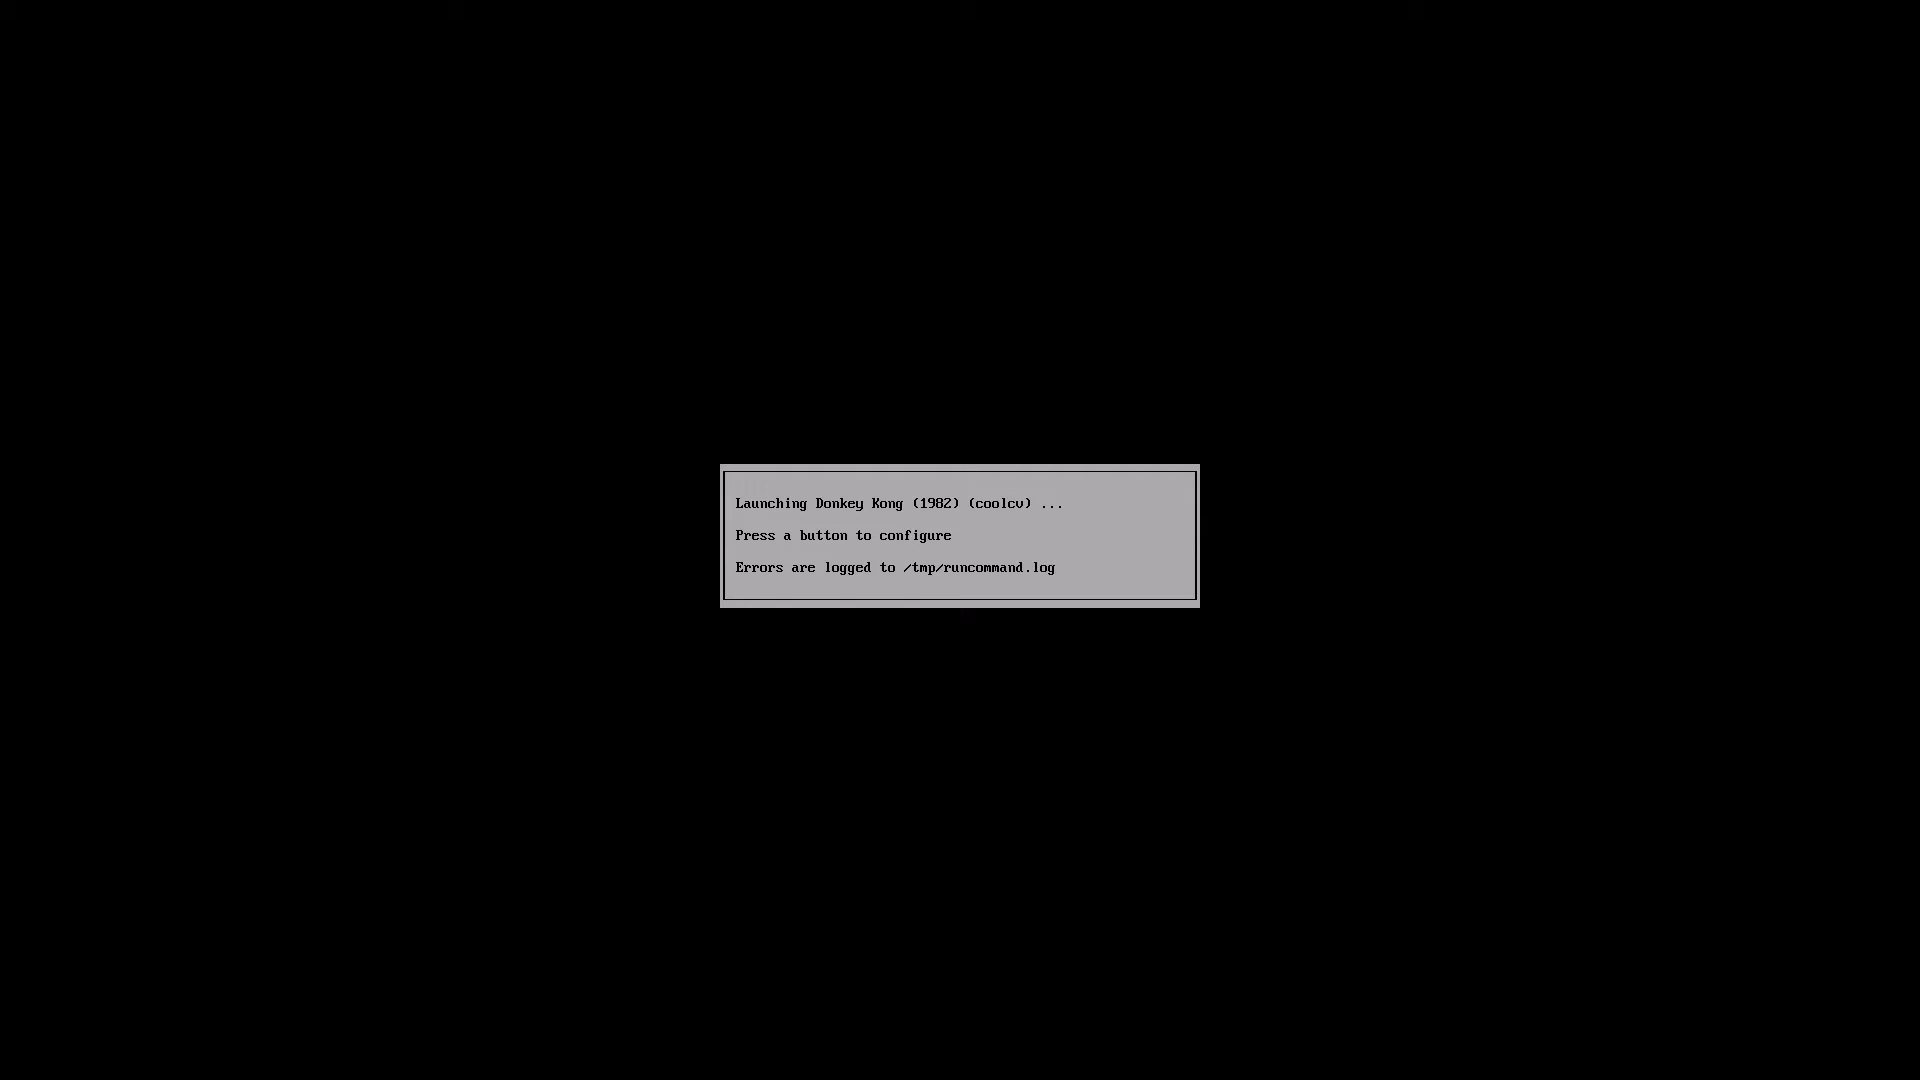 Launching Donkey Kong (1982) (coolcv) ...
Press a button to configure
Errors are logged to /tmp/runcommand.log